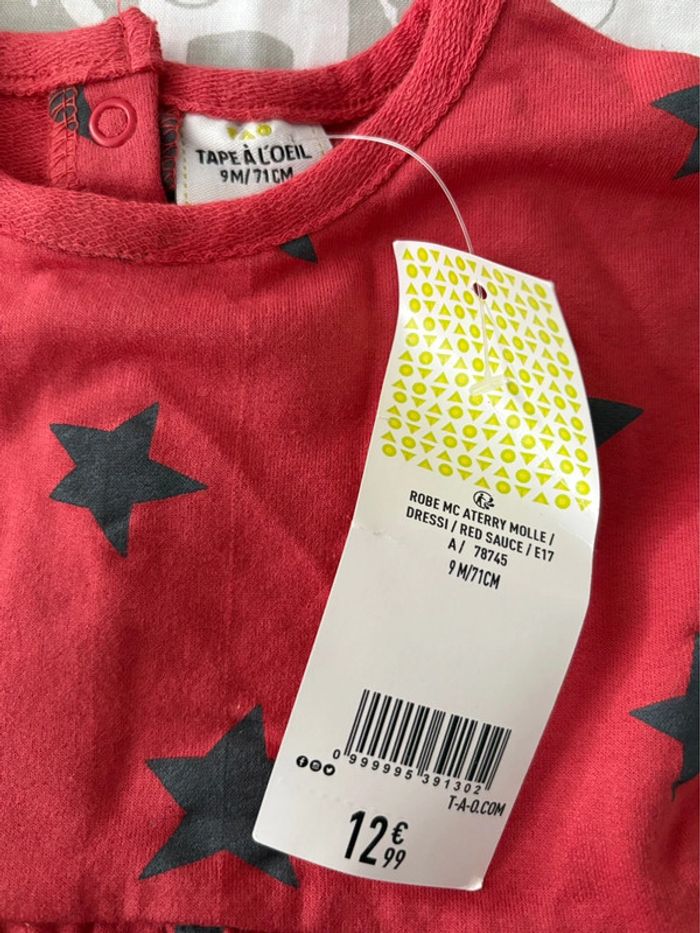 TAPE À L'OEIL
9M/71CM
ROBE MC ATERRY MOLLE/
DRESSI/RED SAUCE/E17
A/ 78745
9 M/71CM
0 999995 391302
T-A-O.COM
12€99